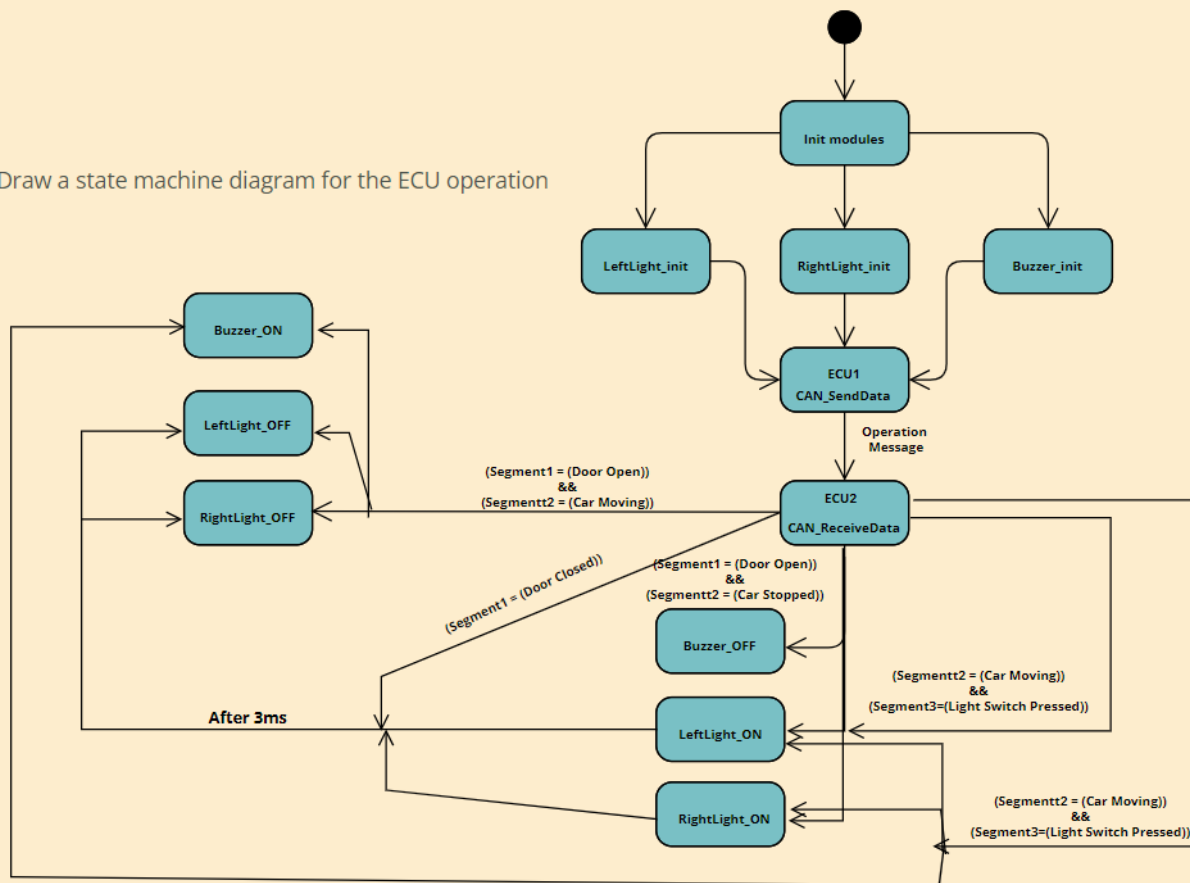 Init modules
Draw a state machine diagram for the ECU operation
LeftLight_init
RightLight_init
Buzzer_init
Buzzer_ON
ECU1
CAN_SendData
LeftLight_OFF
Operation
Message
(Segment1 = (Door Open))
&&
(Segmentt2 = (Car Moving))
RightLight_OFF
ECU2
CAN_ReceiveData
(Segment1 = (Door Closed))
(Segment1 = (Door Open))
&&
(Segmentt2 = (Car Stopped))
Buzzer_OFF
(Segmentt2 = (Car Moving))
&&
(Segment3=(Light Switch Pressed))
After 3ms
LeftLight_ON
RightLight_ON
(Segmentt2 = (Car Moving))
&&
(Segment3=(Light Switch Pressed))